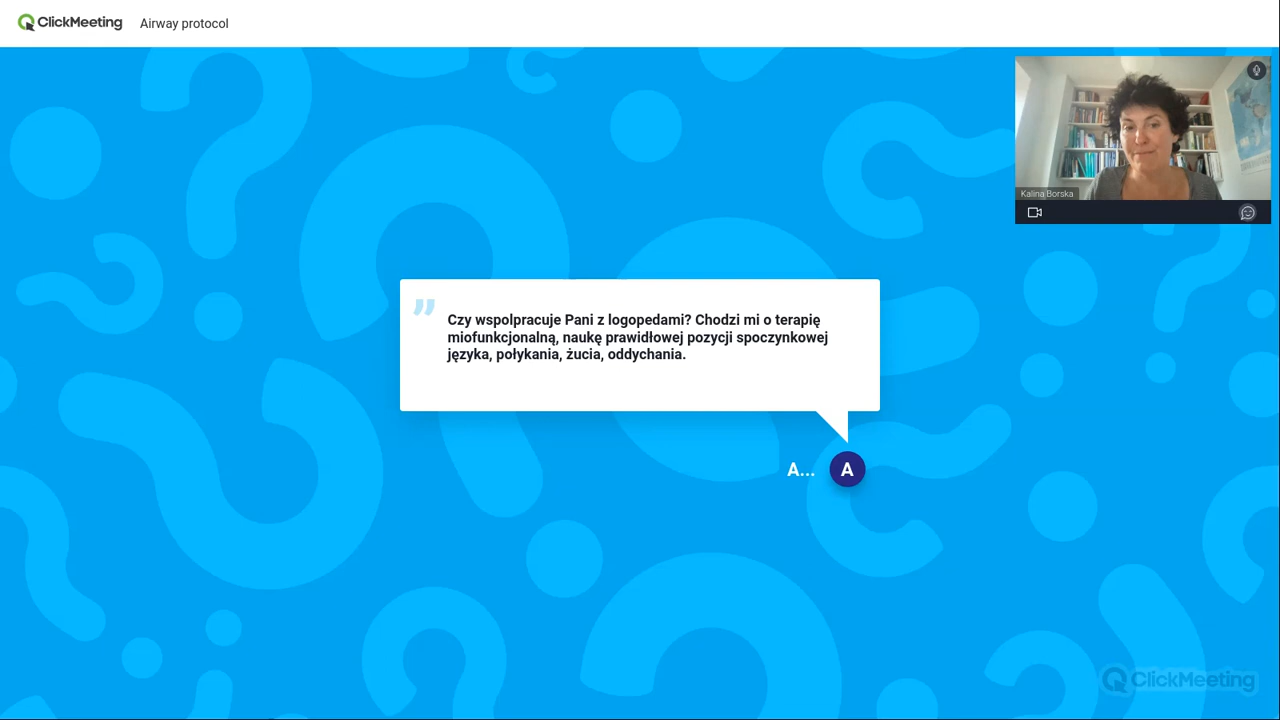 ClickMeeting Airway protocol
Kalina Borska
Czy wspolpracuje Pani z logopedami? Chodzi mi o terapię
miofunkcjonalną, naukę prawidłowej pozycji spoczynkowej
języka, połykania, żucia, oddychania.
A... A
ClickMeeting